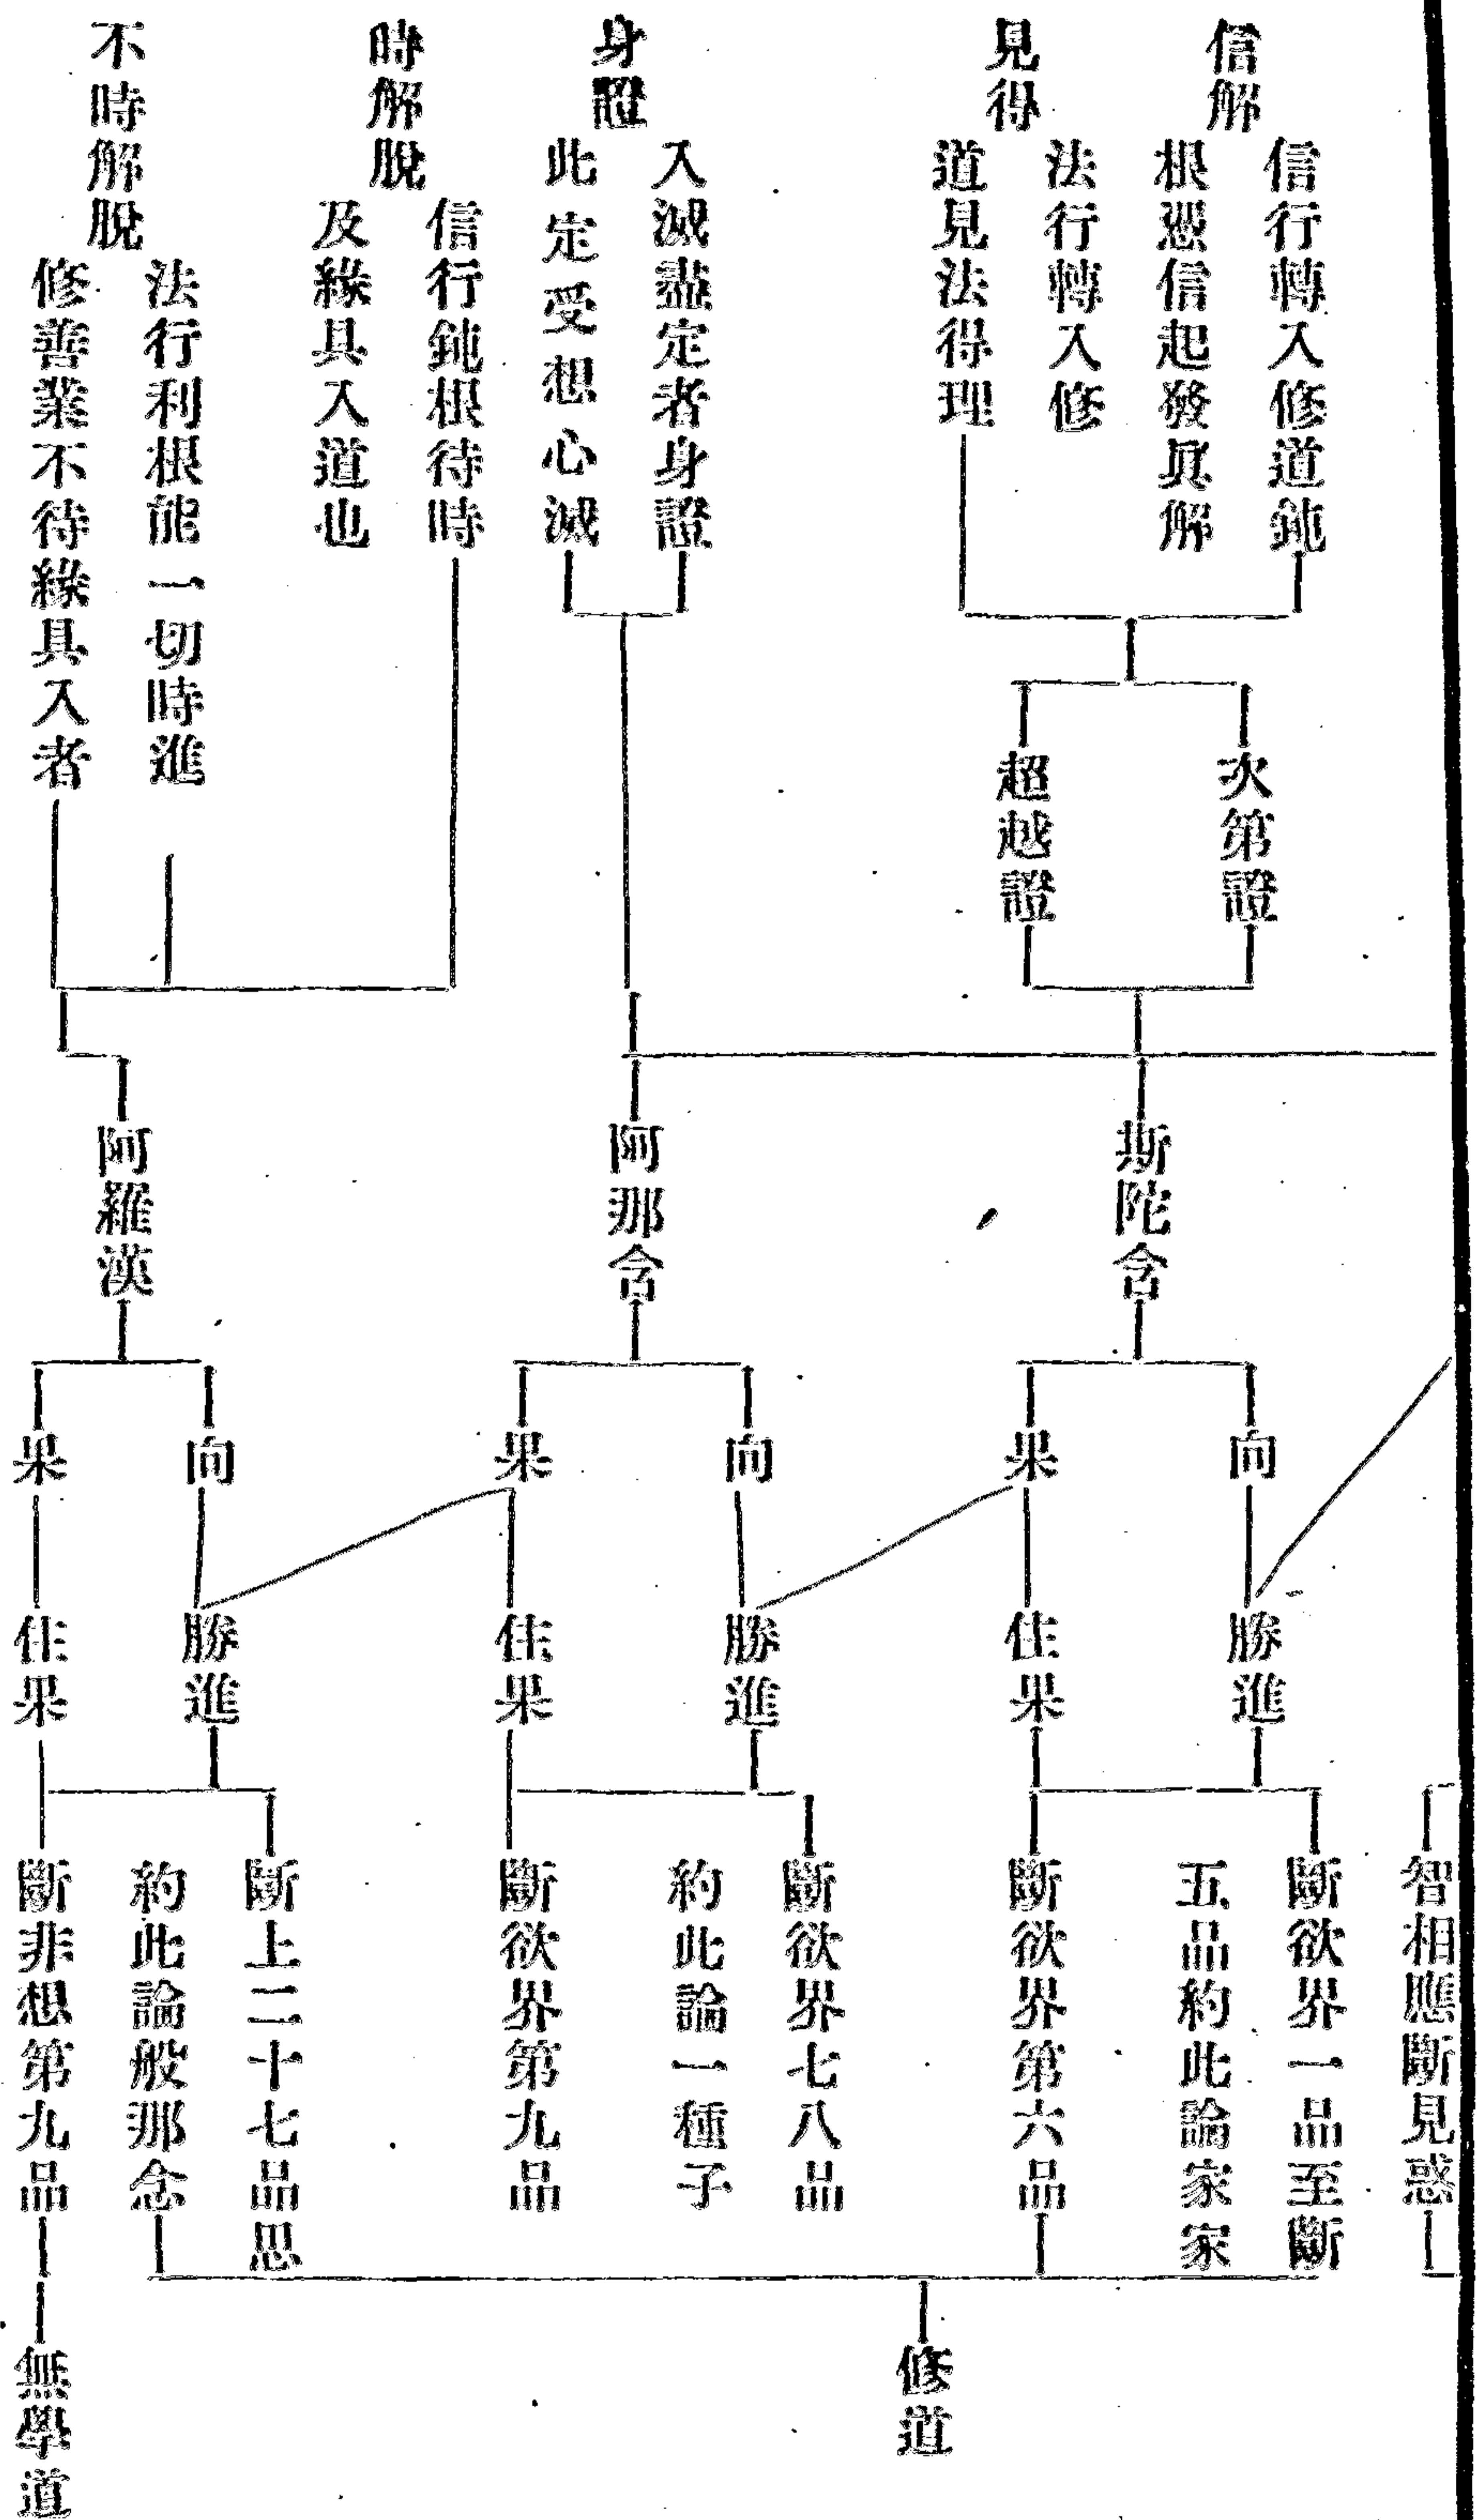 信解
信行轉入修道鈍
根憑信起發眞解
見得
法行轉入修
道見法得理
身證
入滅盡定者身證
此定受想心滅
時解脫
信行鈍根待時
及緣具入道也
不時解脫
法行利根能一切時進
修善業不待緣具入者
次第證
超越證
斯陀含
阿那含
阿羅漢
向
果
向
果
向
果
勝進
住果
勝進
住果
勝進
住果
智相應斷見惑
斷欲界一品至斷
五品約此論家家
斷欲界第六品
斷欲界七八品
約此論一種子
斷欲界第九品
斷上二十七品思
約此論般那念
斷非想第九品
修道
無學道